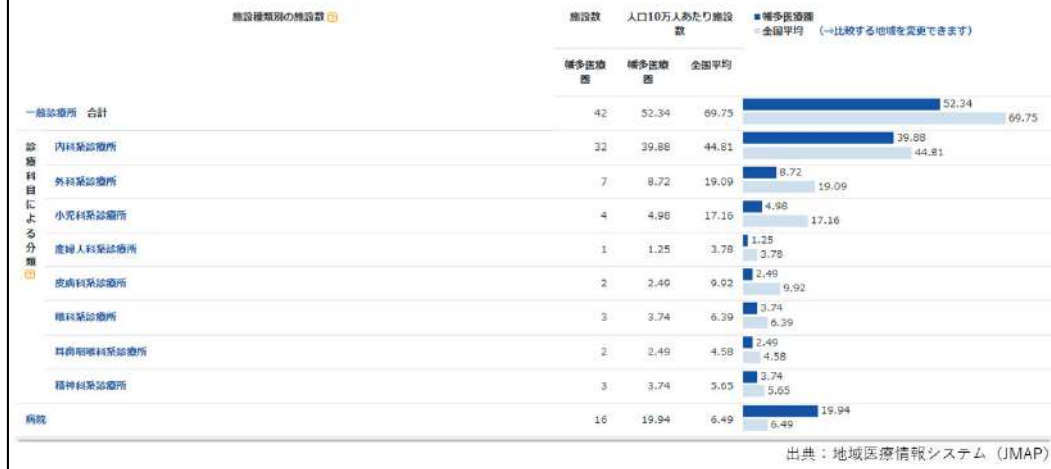 施設種類別の施設数 ?
施設数 人口10万人あたり施設数 ■幡多医療圏
■全国平均 (→比較する地域を変更できます)
幡多医療圏 幡多医療圏 全国平均
一般診療所 合計 42 52.34 69.75 52.34 69.75
診療科目による分類 ?
内科系診療所 32 39.88 44.81 39.88 44.81
外科系診療所 7 8.72 19.09 8.72 19.09
小児科系診療所 4 4.98 17.16 4.98 17.16
産婦人科系診療所 1 1.25 3.78 1.25 3.78
皮膚科系診療所 2 2.49 9.92 2.49 9.92
眼科系診療所 3 3.74 6.39 3.74 6.39
耳鼻咽喉科系診療所 2 2.49 4.58 2.49 4.58
精神科系診療所 3 3.74 5.65 3.74 5.65
病院 16 19.94 6.49 19.94 6.49
出典：地域医療情報システム（JMAP）